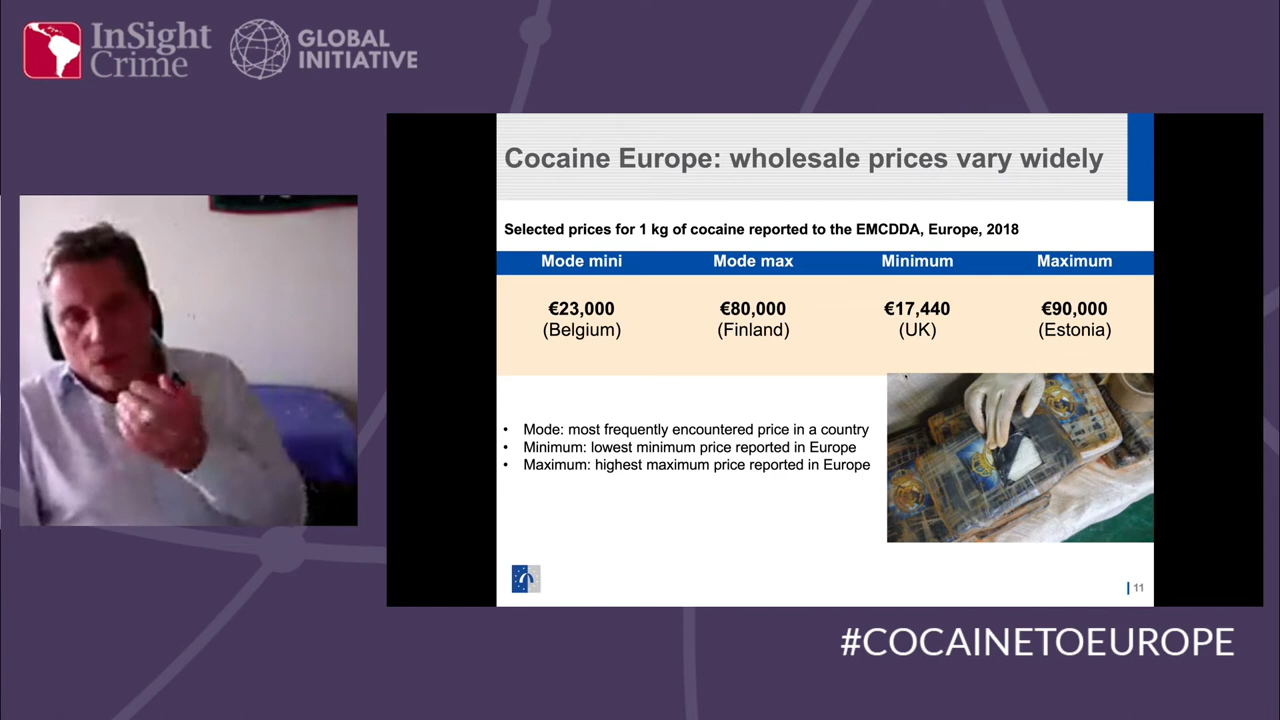 InSight
Crime
GLOBAL
INITIATIVE
Cocaine Europe: wholesale prices vary widely
Selected prices for 1 kg of cocaine reported to the EMCDDA, Europe, 2018
Mode mini Mode max Minimum Maximum
€23,000 €80,000 €17,440 €90,000
(Belgium) (Finland) (UK) (Estonia)
• Mode: most frequently encountered price in a country
• Minimum: lowest minimum price reported in Europe
• Maximum: highest maximum price reported in Europe
11
#COCAINETOEUROPE